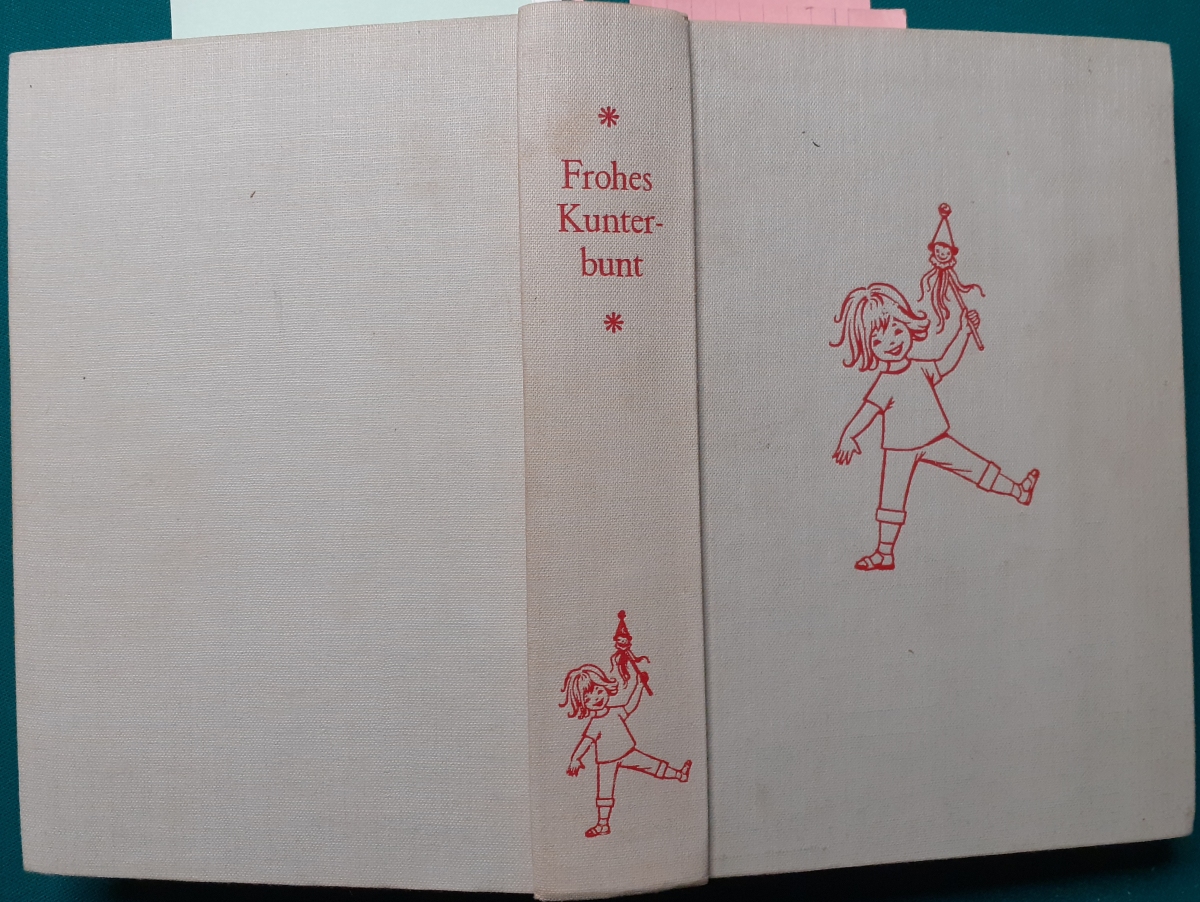 Frohes
Kunter-
bunt